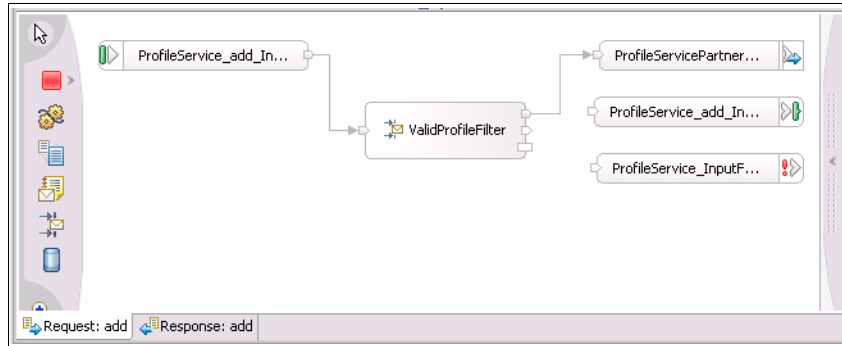 ProfileService_add_In...
ProfileServicePartner...
ValidProfileFilter
ProfileService_add_In...
ProfileService_InputF...
Request: add
Response: add